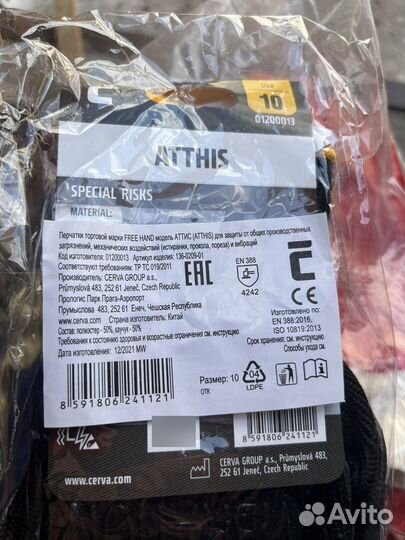 SIZE
10
01200013
ATTHIS
SPECIAL RISKS
MATERIAL:
Перчатки торговой марки FREE HAND модель АТТИС (ATTHIS) для защиты от общих производственных
загрязнений, механических воздействий (истирания, прокола, пореза) и вибраций
Код изготовителя: 01200013 Артикул изделия: 136-0209-01
Соответствуют требованиям: ТР ТС 019/2011
Производитель: CERVA GROUP a.s.,
Průmyslová 483, 252 61 Jeneč, Czech Republic
Прологис Парк Прага-Аэропорт
Промыслова 483, 252 61 Енеч, Чешская Республика
www.cerva.com Страна изготовитель: Китай
Состав: полиэстер - 50%, каучук - 50%
Требования к состоянию здоровья и возрастные ограничения см. инструкцию
Дата изготовления: 12/2021 MW
EAC
EN 388
4242
Изготовлено по:
EN 388:2016,
ISO 10819:2013
Срок хранения: см. инструкцию
Способы ухода см.
Размер: 10
ОТК
04
LDPE
8 591806 241121
8 591806 241121
CERVA GROUP a.s., Průmyslová 483,
252 61 Jeneč, Czech Republic
www.cerva.com
Avito